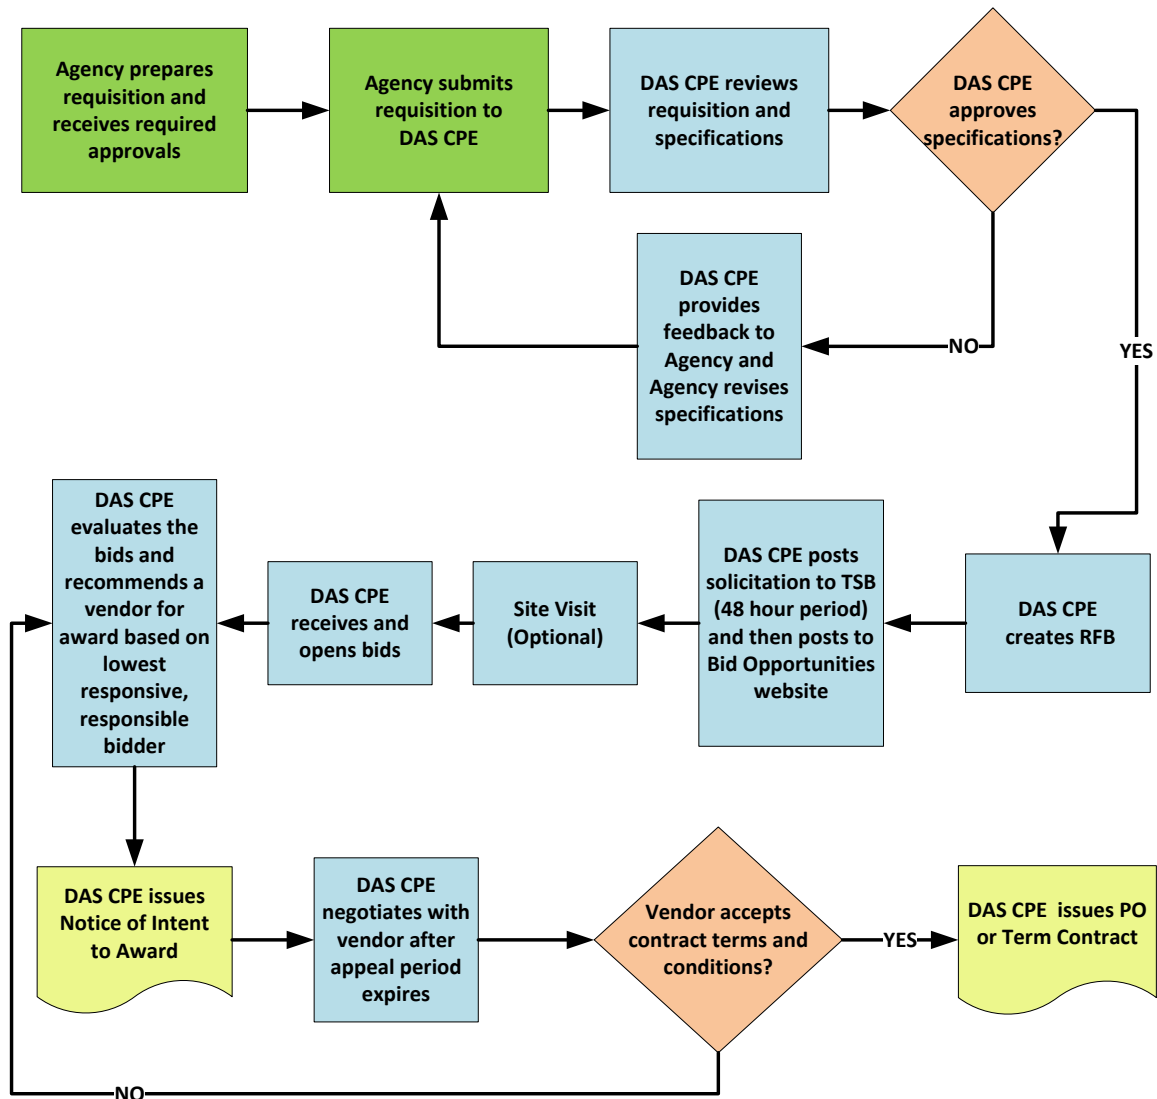 Agency prepares
requisition and
receives required
approvals
Agency submits
requisition to
DAS CPE
DAS CPE reviews
requisition and
specifications
DAS CPE
approves
specifications?
DAS CPE
provides
feedback to
Agency and
Agency revises
specifications
NO
YES
DAS CPE
evaluates the
bids and
recommends a
vendor for
award based on
lowest
responsive,
responsible
bidder
DAS CPE
receives and
opens bids
Site Visit
(Optional)
DAS CPE posts
solicitation to TSB
(48 hour period)
and then posts to
Bid Opportunities
website
DAS CPE
creates RFB
DAS CPE issues
Notice of Intent
to Award
DAS CPE
negotiates with
vendor after
appeal period
expires
Vendor accepts
contract terms and
conditions?
YES
DAS CPE issues PO
or Term Contract
NO